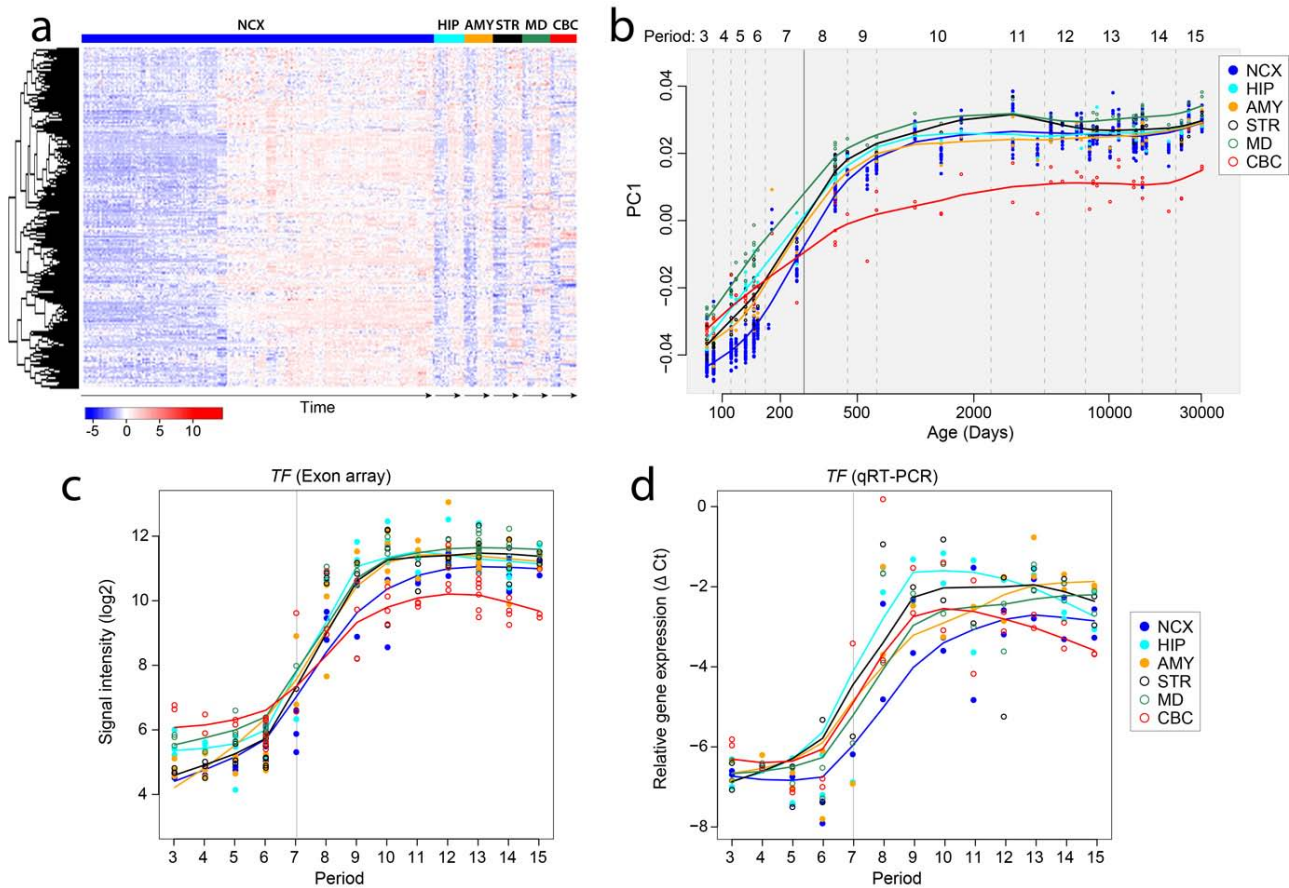 a
NCX HIP AMY STR MD CBC
Time
-5 0 5 10
b
Period: 3 4 5 6 7 8 9 10 11 12 13 14 15
0.04
0.02
0.00
-0.02
-0.04
PC1
100 200 500 2000 10000 30000
Age (Days)
NCX
HIP
AMY
STR
MD
CBC
c
TF (Exon array)
12
10
8
6
4
Signal intensity (log2)
3 4 5 6 7 8 9 10 11 12 13 14 15
Period
d
TF (qRT-PCR)
0
−2
−4
−6
−8
Relative gene expression (Δ Ct)
3 4 5 6 7 8 9 10 11 12 13 14 15
Period
NCX
HIP
AMY
STR
MD
CBC